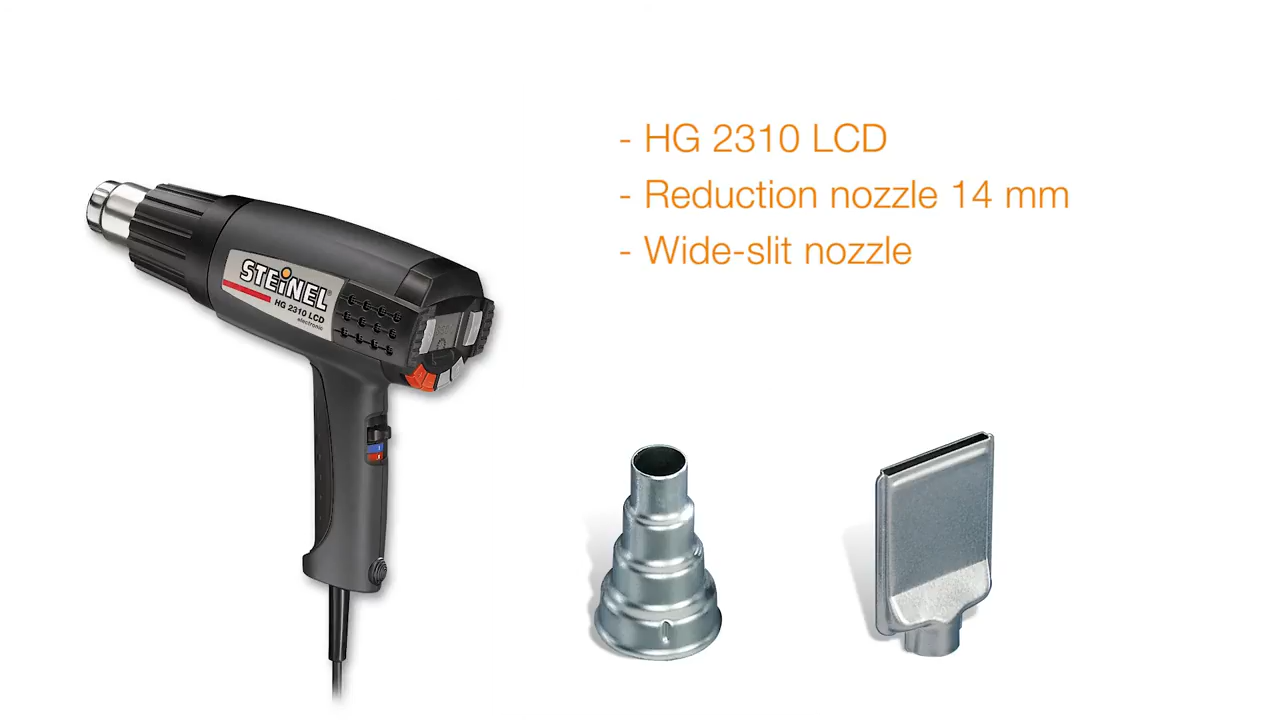 - HG 2310 LCD
- Reduction nozzle 14 mm
- Wide-slit nozzle
STEINEL®
HG 2310 LCD
electronic